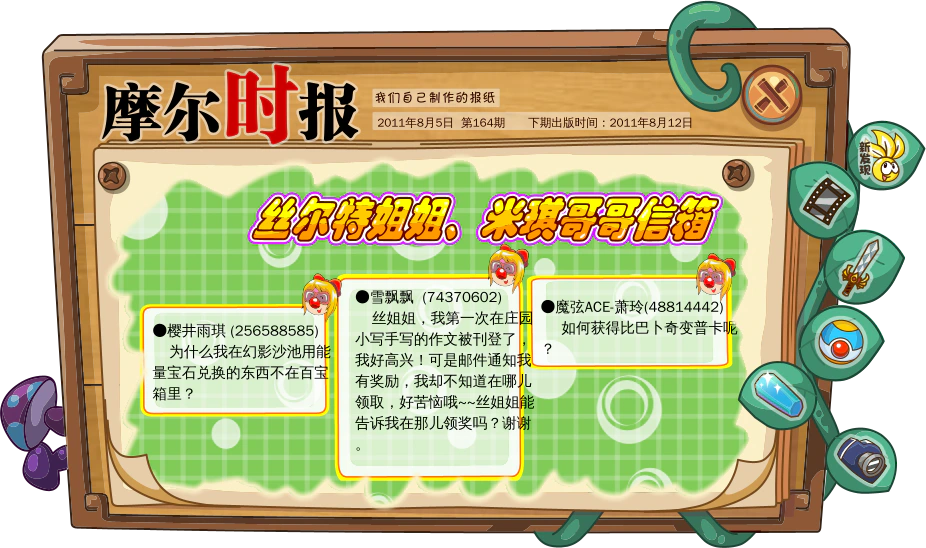 摩尔时报
我们自己制作的报纸
2011年8月5日 第164期 下期出版时间：2011年8月12日
新发现
丝尔特姐姐、米琪哥哥信箱
●樱井雨琪 (256588585)
为什么我在幻影沙池用能
量宝石兑换的东西不在百宝
箱里？
●雪飘飘 (74370602)
丝姐姐，我第一次在庄园
小写手写的作文被刊登了，
我好高兴！可是邮件通知我
有奖励，我却不知道在哪儿
领取，好苦恼哦~~丝姐姐能
告诉我在那儿领奖吗？谢谢
。
●魔弦ACE-萧玲(48814442)
如何获得比巴卜奇变普卡呢
？